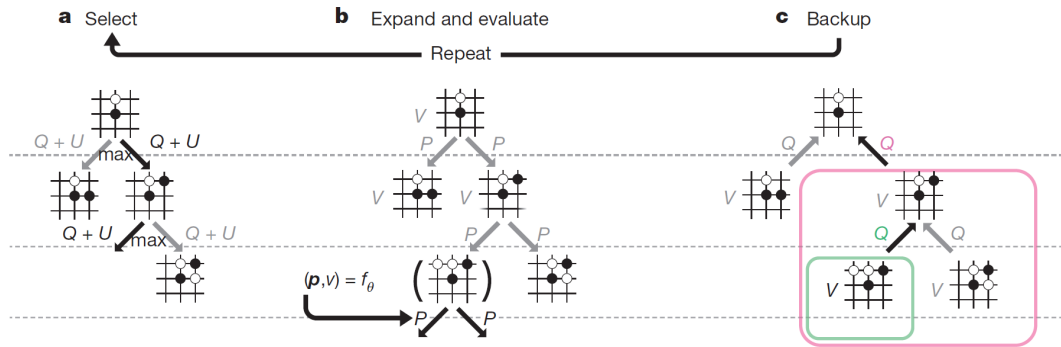 a Select
b Expand and evaluate
c Backup
Repeat
Q + U
max
Q + U
Q + U
max
Q + U
V
P
P
V
V
P
P
(p,v) = fθ
P
P
Q
Q
V
V
Q
Q
V
V